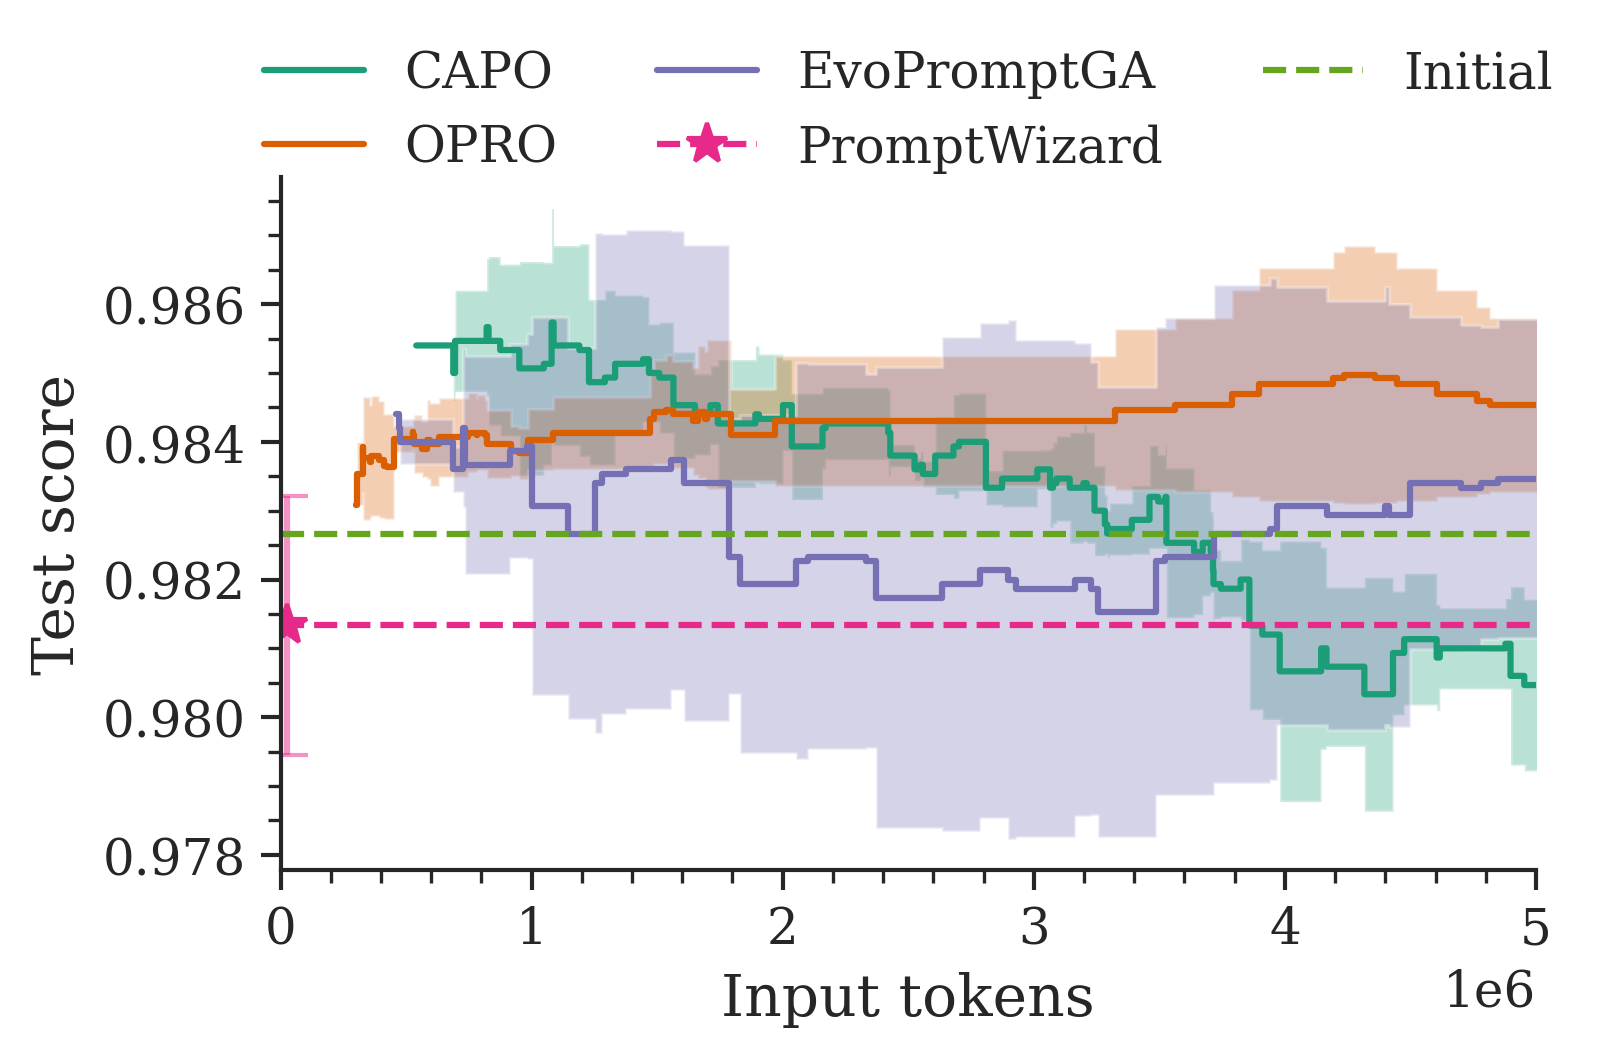 CAPO EvoPromptGA Initial
OPRO PromptWizard
Test score
0.986
0.984
0.982
0.980
0.978
0 1 2 3 4 5
1e6
Input tokens